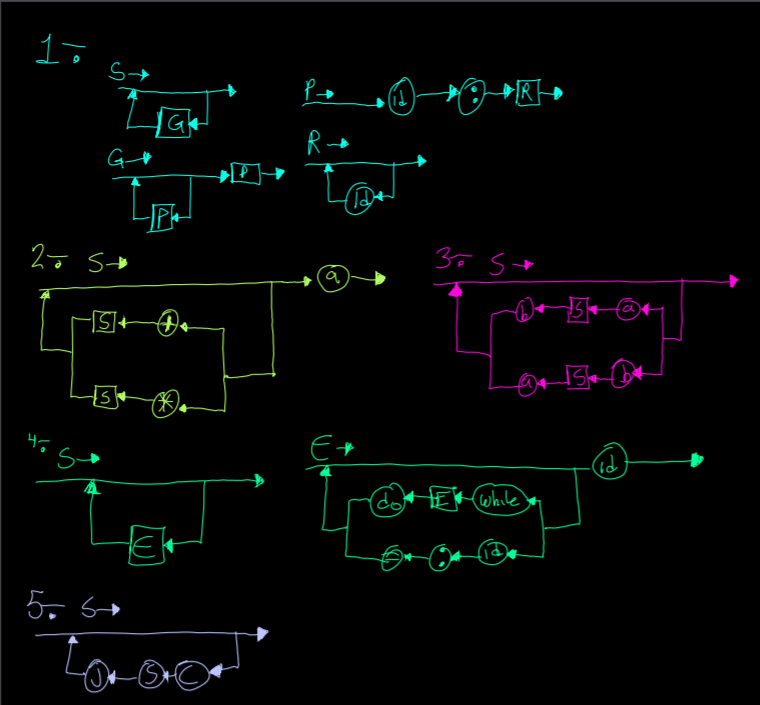 1:
S
G
P id : R
G
P P
R
id
2: S
a
S +
S *
3: S
b S a
a S b
4: S
E
E
id
do E while
= : id
5: S
J S C